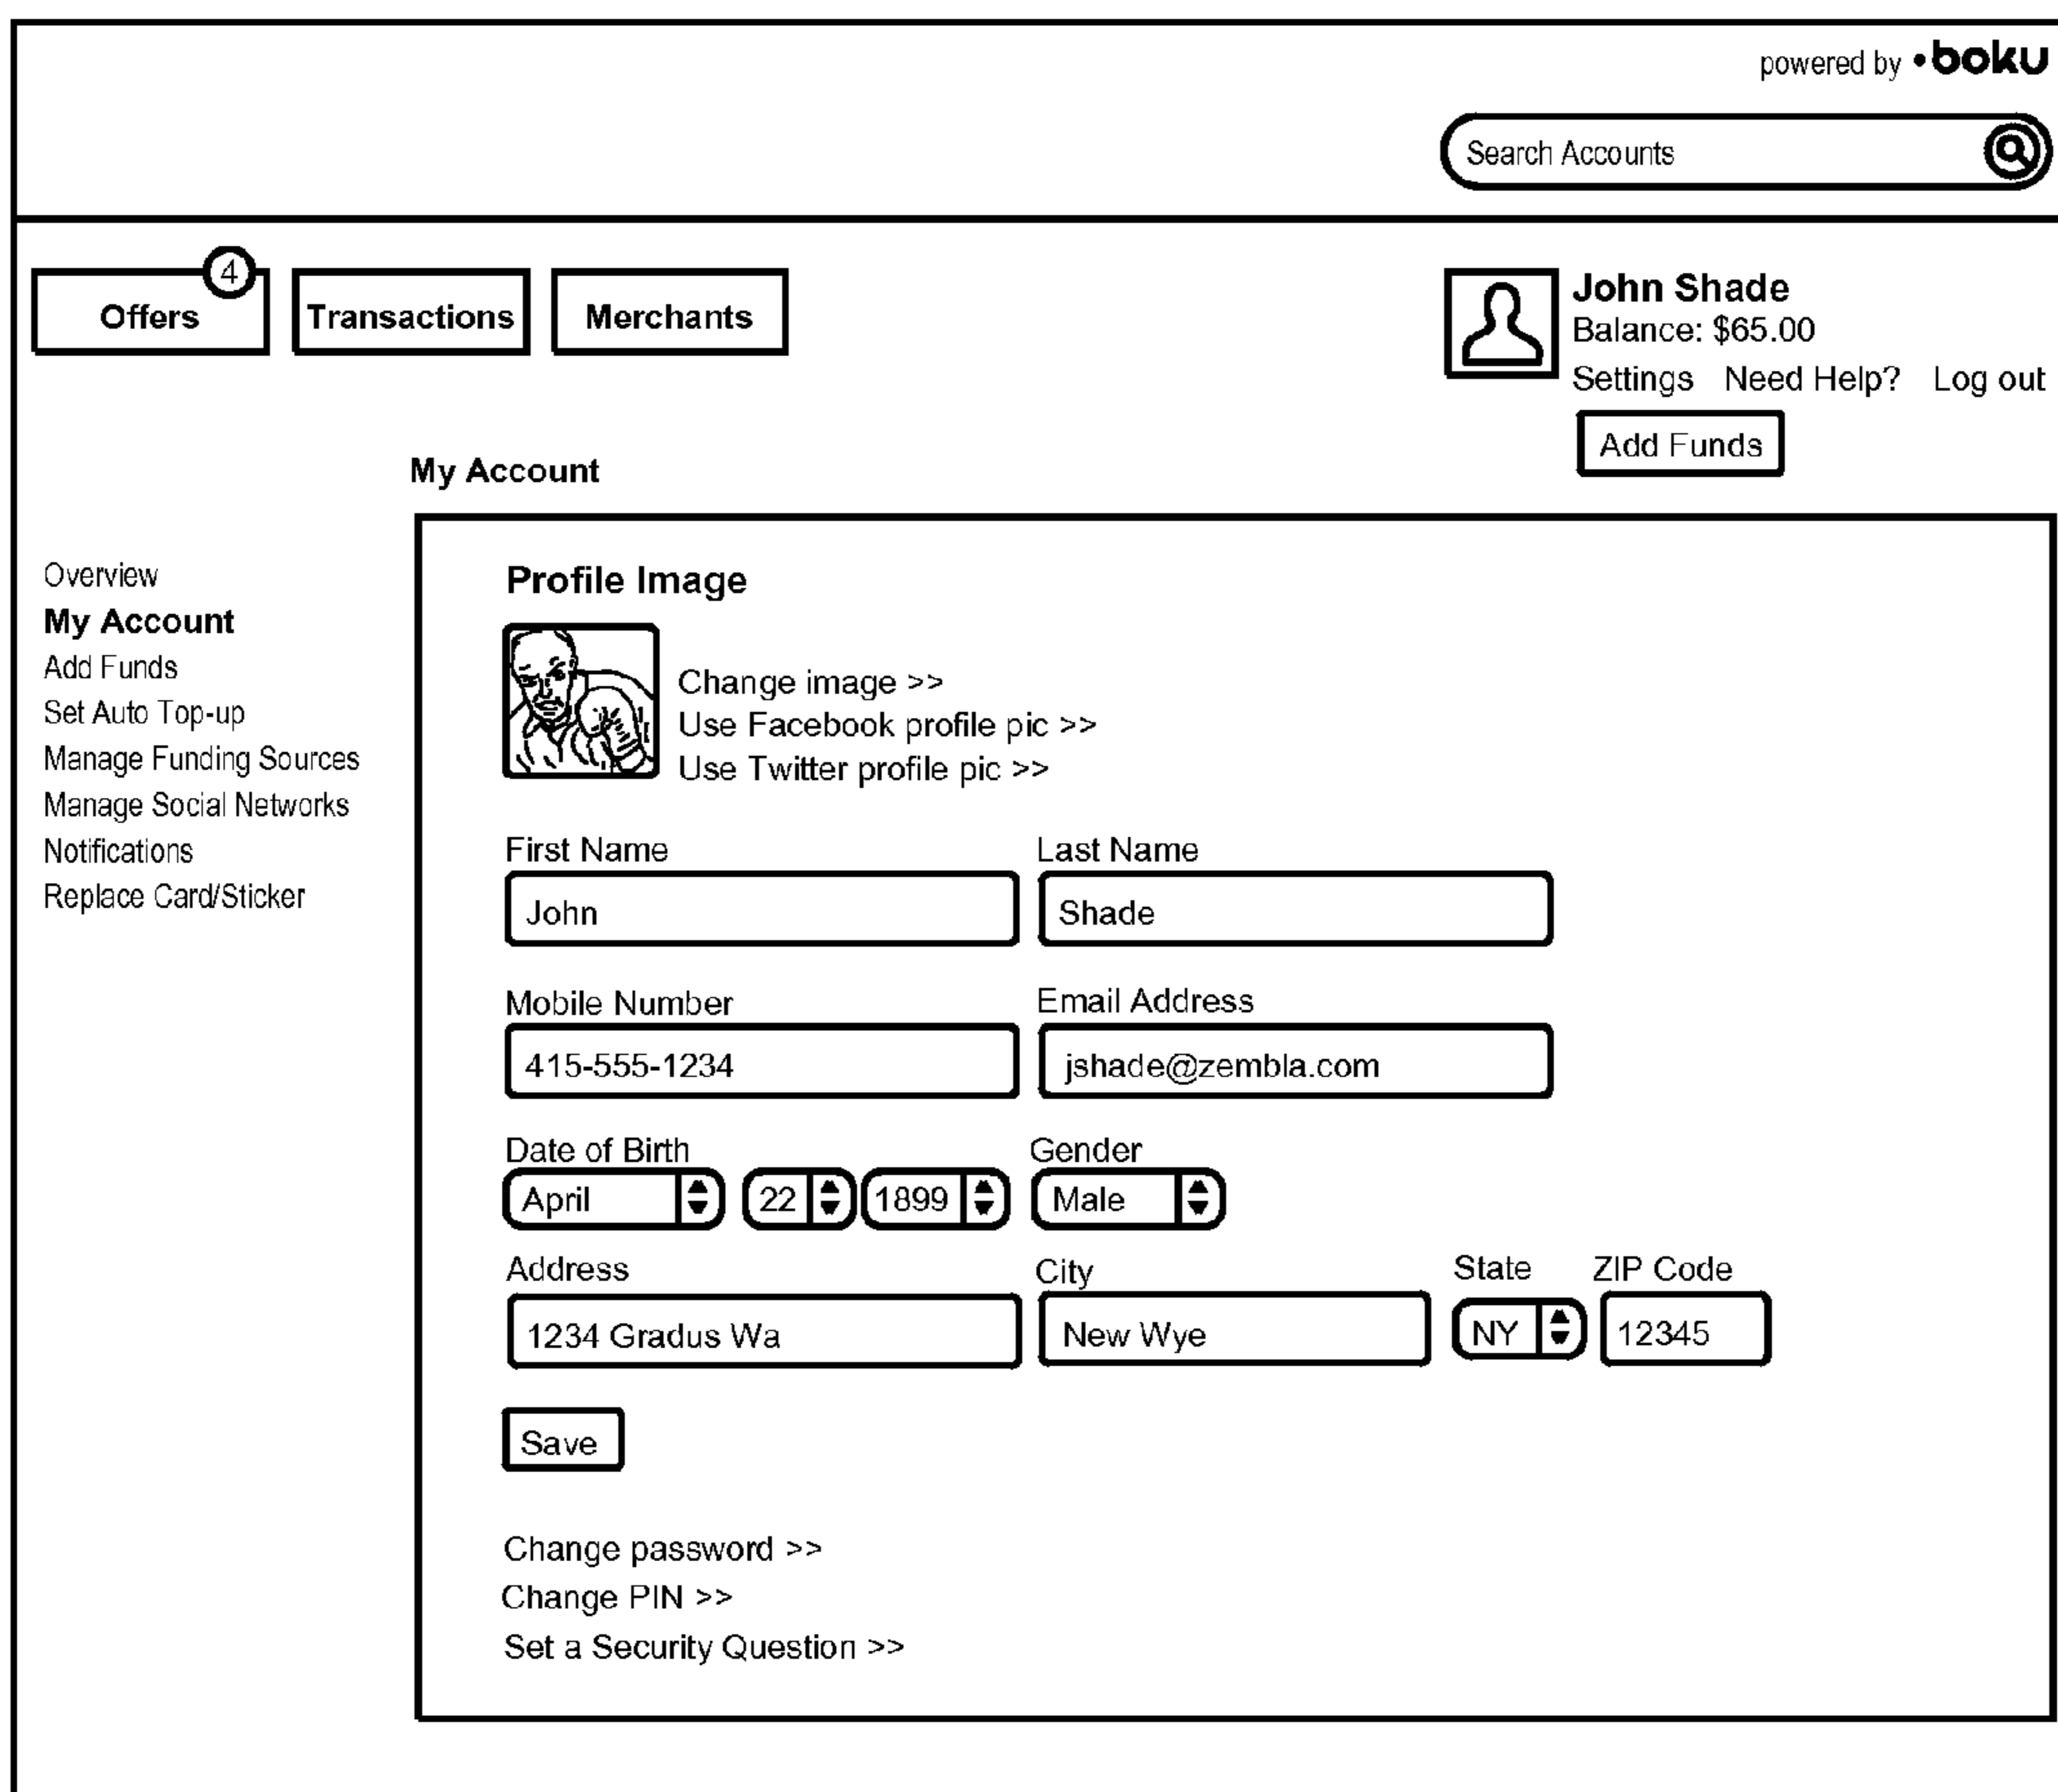 powered by •boku
Search Accounts
4
Offers
Transactions
Merchants
John Shade
Balance: $65.00
Settings Need Help? Log out
Add Funds
My Account
Overview
My Account
Add Funds
Set Auto Top-up
Manage Funding Sources
Manage Social Networks
Notifications
Replace Card/Sticker
Profile Image
Change image >>
Use Facebook profile pic >>
Use Twitter profile pic >>
First Name Last Name
John Shade
Mobile Number Email Address
415-555-1234 jshade@zembla.com
Date of Birth Gender
April 22 1899 Male
Address City State ZIP Code
1234 Gradus Wa New Wye NY 12345
Save
Change password >>
Change PIN >>
Set a Security Question >>